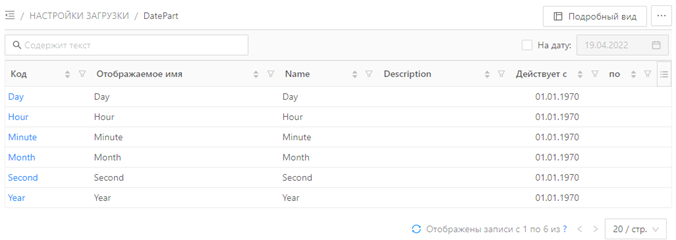 / НАСТРОЙКИ ЗАГРУЗКИ / DatePart Подробный вид ...
Содержит текст На дату: 19.04.2022
Код Отображаемое имя Name Description Действует с по
Day Day Day 01.01.1970
Hour Hour Hour 01.01.1970
Minute Minute Minute 01.01.1970
Month Month Month 01.01.1970
Second Second Second 01.01.1970
Year Year Year 01.01.1970
Отображены записи с 1 по 6 из ? < > 20 / стр.